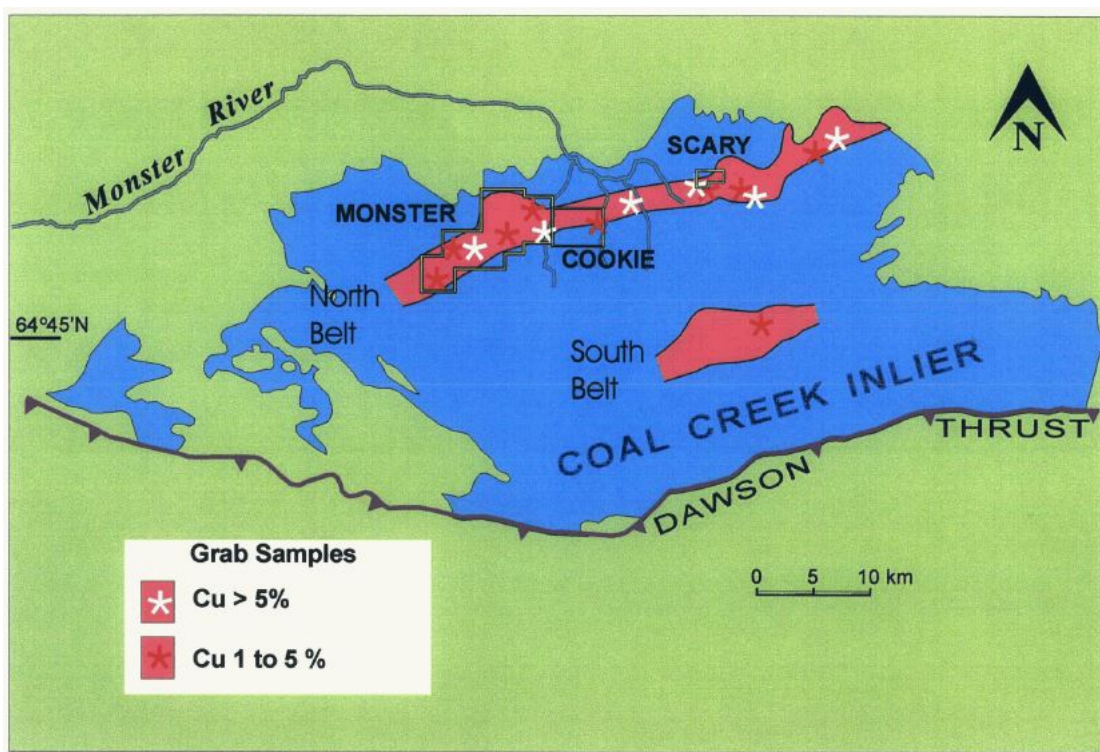 Monster River
N
SCARY
MONSTER
COOKIE
North
Belt
64°45'N
South
Belt
COAL CREEK INLIER
DAWSON THRUST
Grab Samples
Cu > 5%
Cu 1 to 5 %
0 5 10 km